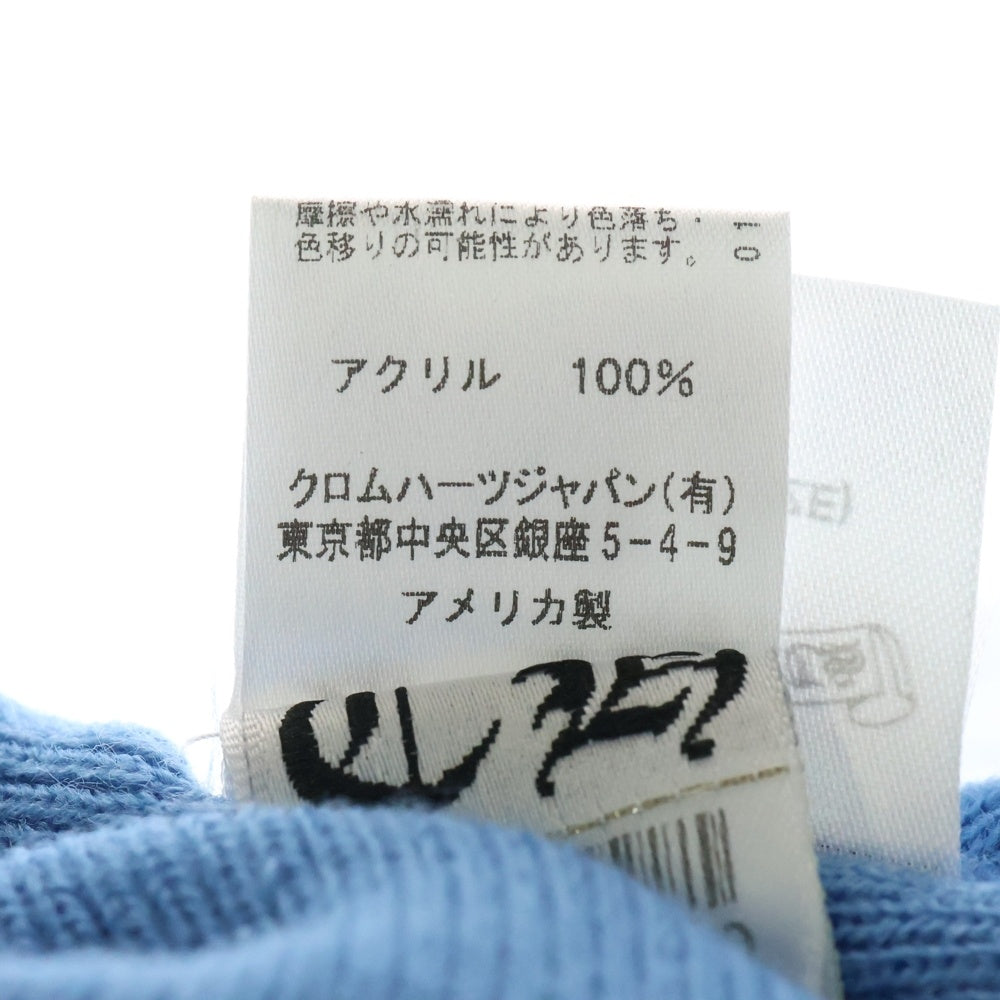 摩擦や水濡れにより色落ち・
色移りの可能性があります。
10
アクリル 100%
クロムハーツジャパン(有)
東京都中央区銀座5-4-9
アメリカ製